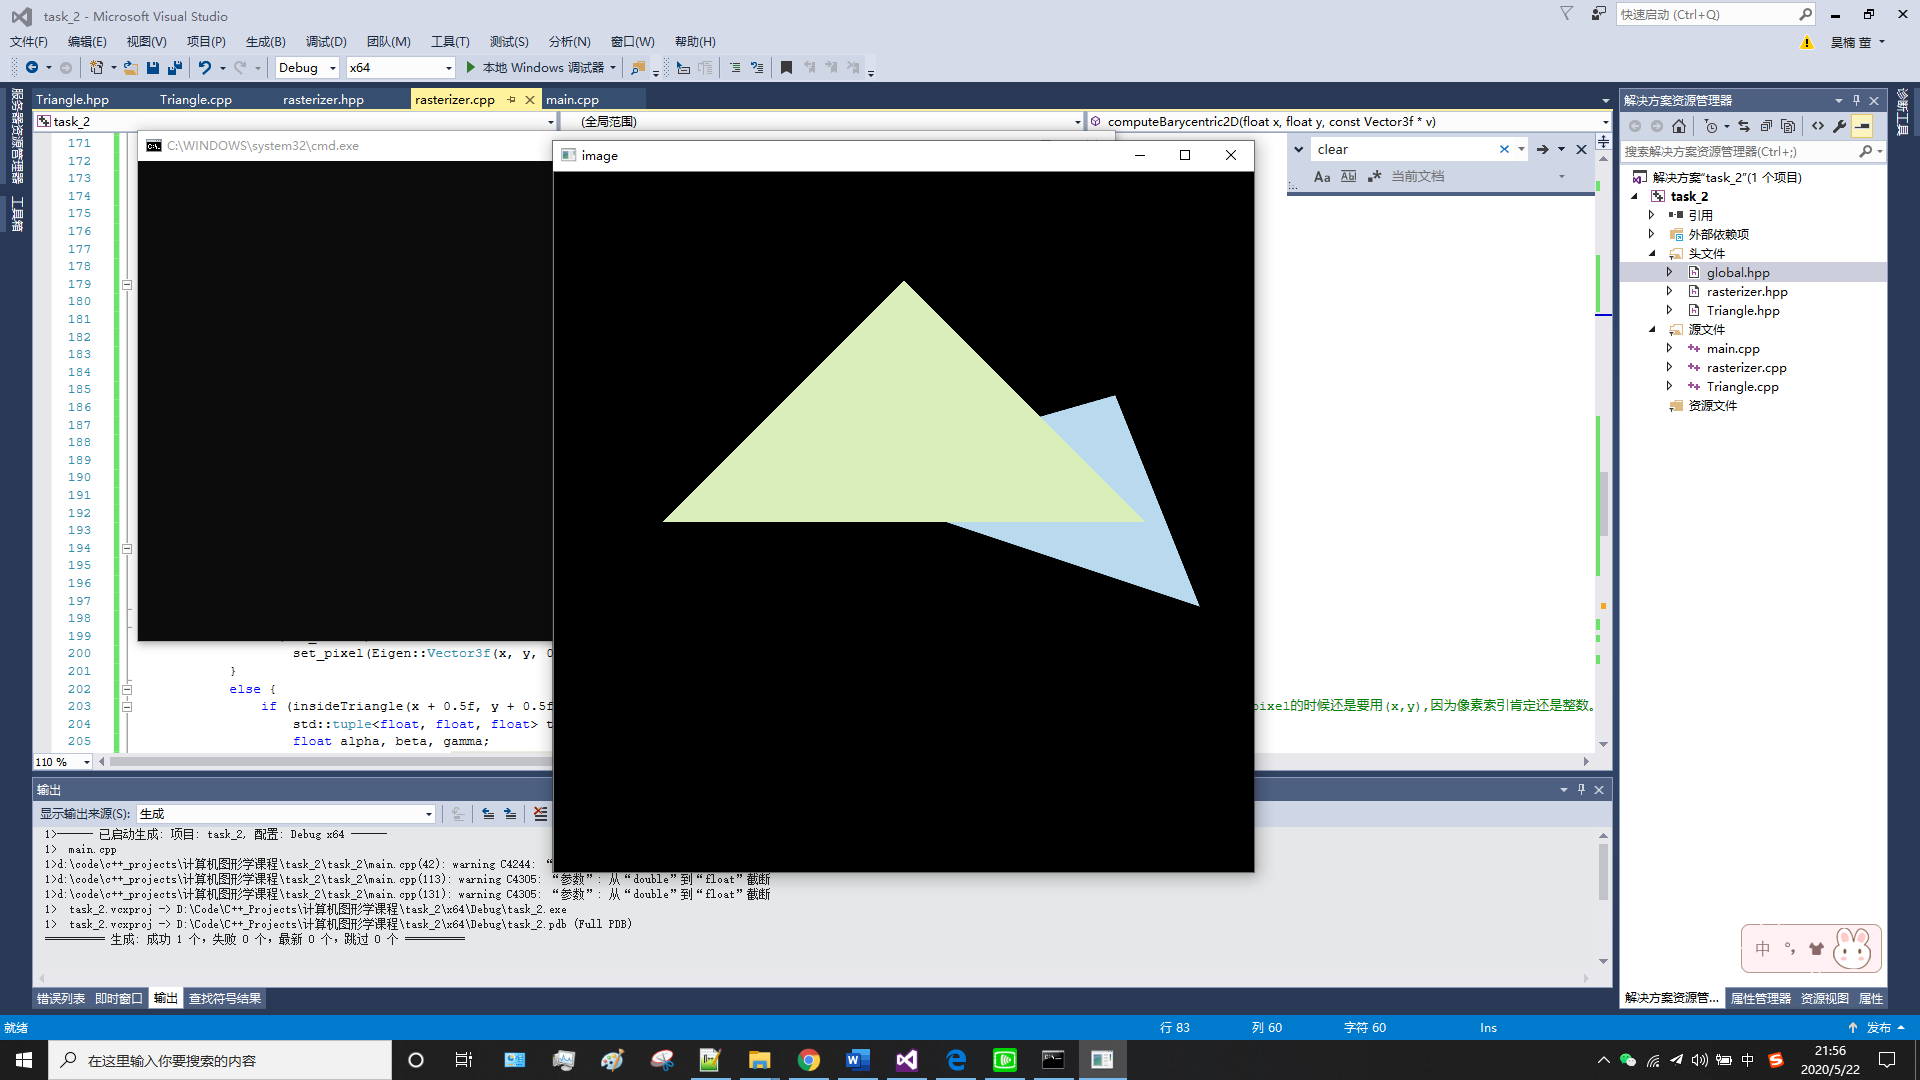 task_2 - Microsoft Visual Studio
快速启动 (Ctrl+Q)
文件(F) 编辑(E) 视图(V) 项目(P) 生成(B) 调试(D) 团队(M) 工具(T) 测试(S) 分析(N) 窗口(W) 帮助(H)
昊楠 董
Debug x64 本地 Windows 调试器
服务器资源管理器
工具箱
Triangle.hpp Triangle.cpp rasterizer.hpp rasterizer.cpp main.cpp
task_2 (全局范围) computeBarycentric2D(float x, float y, const Vector3f * v)
C:\WINDOWS\system32\cmd.exe
image
clear
Aa Ab 当前文档
171
172
173
174
175
176
177
178
179
180
181
182
183
184
185
186
187
188
189
190
191
192
193
194
195
196
197
198
199
200 set_pixel(Eigen::Vector3f(x, y, 0
201 }
202 else {
203 if (insideTriangle(x + 0.5f, y + 0.5f pixel的时候还是要用(x,y),因为像素索引肯定还是整数。
204 std::tuple<float, float, float> t
205 float alpha, beta, gamma;
110 %
输出
显示输出来源(S): 生成
1>------ 已启动生成: 项目: task_2, 配置: Debug x64 ------
1> main.cpp
1>d:\code\c++_projects\计算机图形学课程\task_2\task_2\main.cpp(42): warning C4244: “
1>d:\code\c++_projects\计算机图形学课程\task_2\task_2\main.cpp(113): warning C4305: “参数”: 从“double”到“float”截断
1>d:\code\c++_projects\计算机图形学课程\task_2\task_2\main.cpp(131): warning C4305: “参数”: 从“double”到“float”截断
1> task_2.vcxproj -> D:\Code\C++_Projects\计算机图形学课程\task_2\x64\Debug\task_2.exe
1> task_2.vcxproj -> D:\Code\C++_Projects\计算机图形学课程\task_2\x64\Debug\task_2.pdb (Full PDB)
========== 生成: 成功 1 个，失败 0 个，最新 0 个，跳过 0 个 ==========
错误列表 即时窗口 输出 查找符号结果
解决方案资源管理器
搜索解决方案资源管理器(Ctrl+;)
解决方案"task_2"(1 个项目)
task_2
引用
外部依赖项
头文件
global.hpp
rasterizer.hpp
Triangle.hpp
源文件
main.cpp
rasterizer.cpp
Triangle.cpp
资源文件
诊断工具
中 °,
解决方案资源管... 属性管理器 资源视图 属性
就绪 行 83 列 60 字符 60 Ins 发布
在这里输入你要搜索的内容
中
21:56
2020/5/22